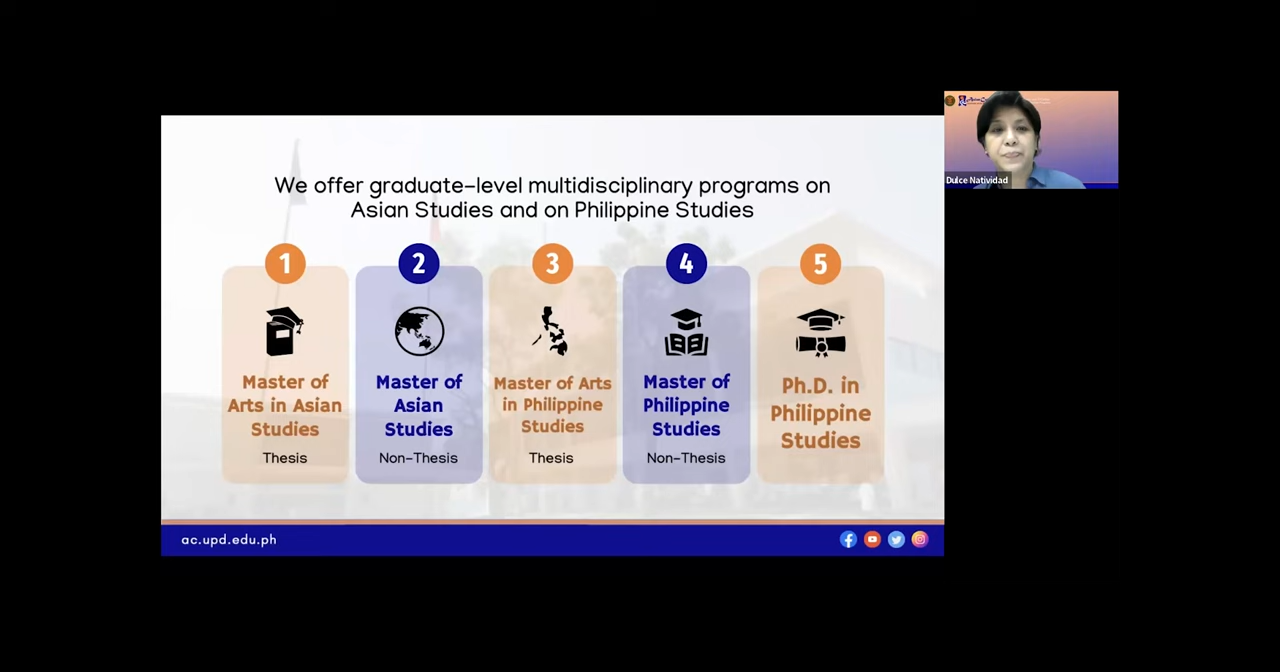 We offer graduate-level multidisciplinary programs on
Asian Studies and on Philippine Studies
1
2
3
4
5
Master of
Arts in Asian
Studies
Thesis
Master of
Asian
Studies
Non-Thesis
Master of Arts
in Philippine
Studies
Thesis
Master of
Philippine
Studies
Non-Thesis
Ph.D. in
Philippine
Studies
ac.upd.edu.ph
Dulce Natividad